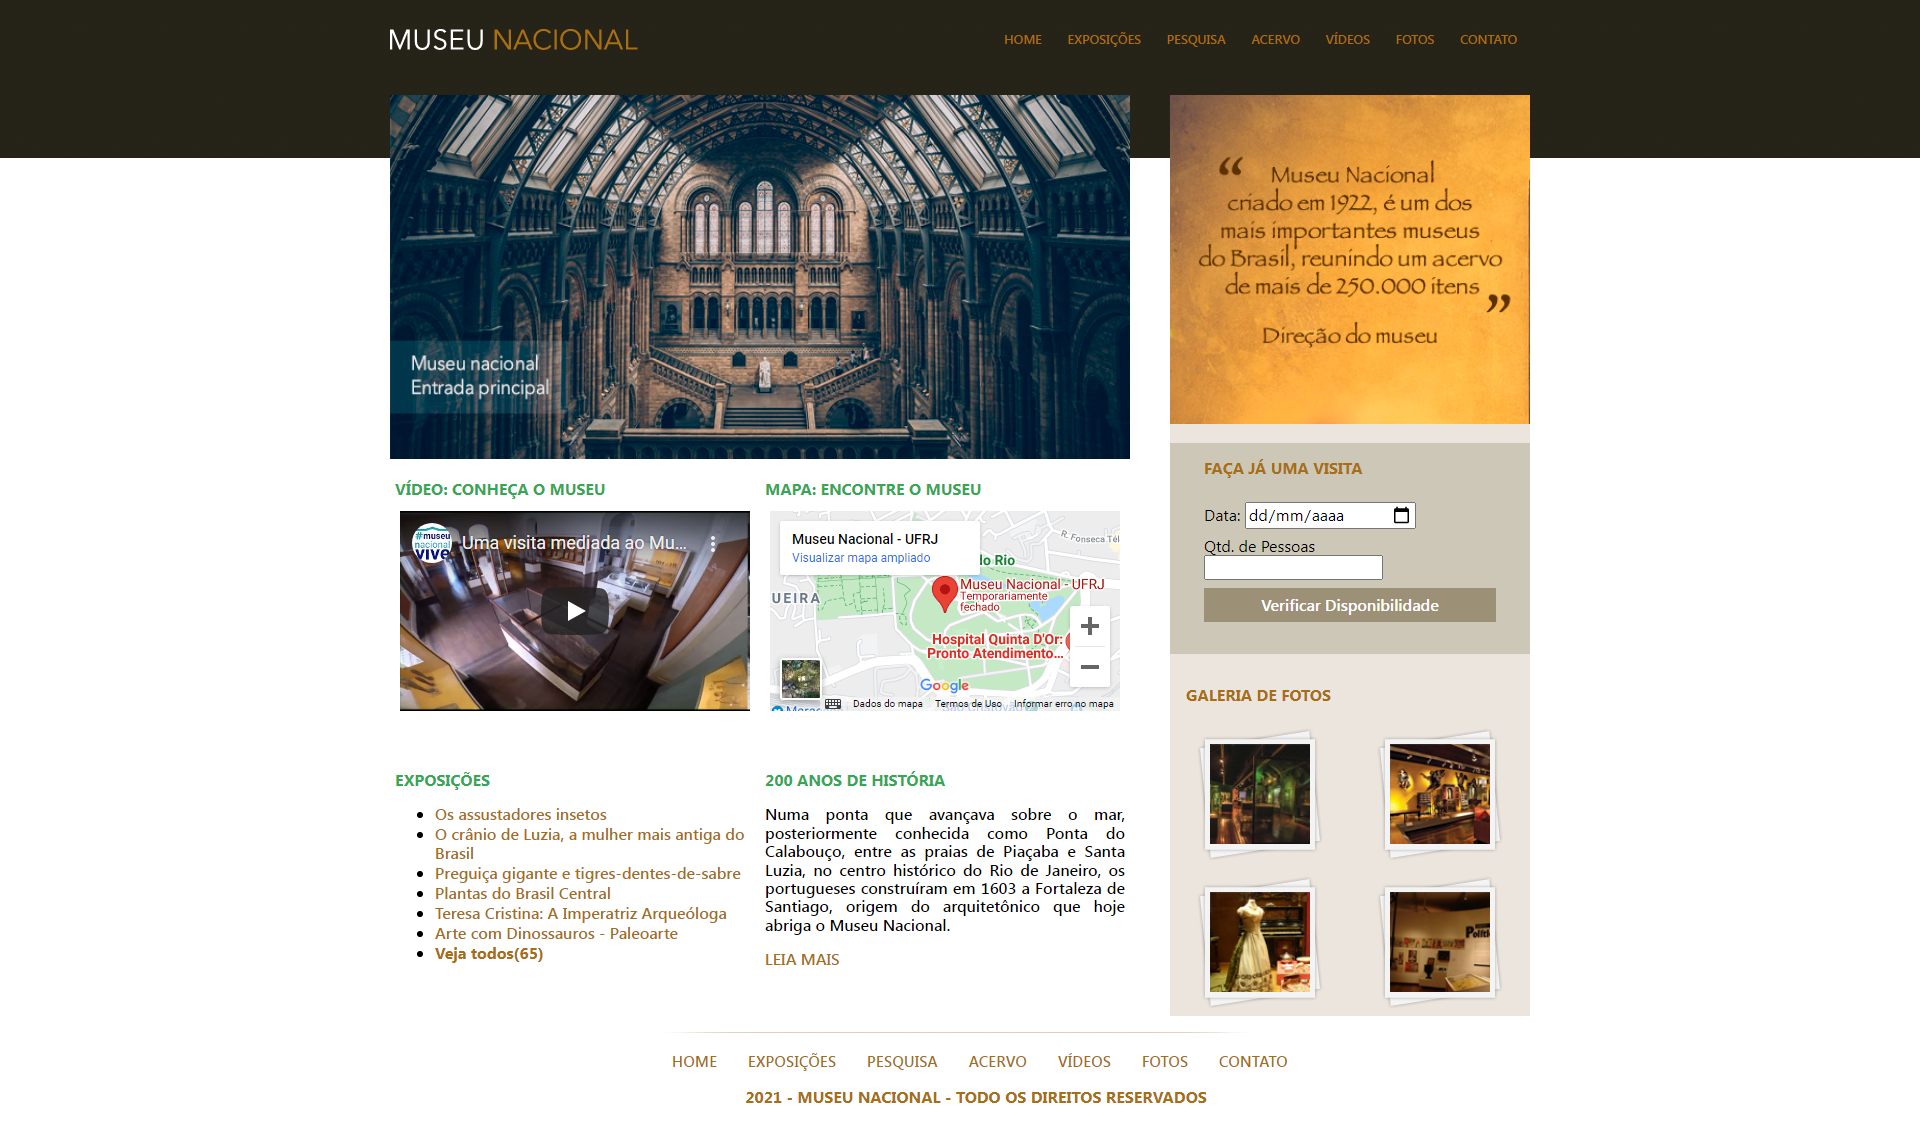 MUSEU NACIONAL
HOME EXPOSIÇÕES PESQUISA ACERVO VÍDEOS FOTOS CONTATO
Museu nacional
Entrada principal
“ Museu Nacional
criado em 1922, é um dos
mais importantes museus
do Brasil, reunindo um acervo
de mais de 250.000 itens ”
Direção do museu
VÍDEO: CONHEÇA O MUSEU
#museu
nacional
vive
Uma visita mediada ao Mu...
MAPA: ENCONTRE O MUSEU
Museu Nacional - UFRJ
Visualizar mapa ampliado
R. Fonseca Tél
do Rio
UEIRA
Museu Nacional - UFRJ
Temporariamente
fechado
Hospital Quinta D'Or:
Pronto Atendimento...
Google
Dados do mapa Termos de Uso Informar erro no mapa
FAÇA JÁ UMA VISITA
Data: dd/mm/aaaa
Qtd. de Pessoas
Verificar Disponibilidade
GALERIA DE FOTOS
EXPOSIÇÕES
Os assustadores insetos
O crânio de Luzia, a mulher mais antiga do
Brasil
Preguiça gigante e tigres-dentes-de-sabre
Plantas do Brasil Central
Teresa Cristina: A Imperatriz Arqueóloga
Arte com Dinossauros - Paleoarte
Veja todos(65)
200 ANOS DE HISTÓRIA
Numa ponta que avançava sobre o mar,
posteriormente conhecida como Ponta do
Calabouço, entre as praias de Piaçaba e Santa
Luzia, no centro histórico do Rio de Janeiro, os
portugueses construíram em 1603 a Fortaleza de
Santiago, origem do arquitetônico que hoje
abriga o Museu Nacional.
LEIA MAIS
HOME EXPOSIÇÕES PESQUISA ACERVO VÍDEOS FOTOS CONTATO
2021 - MUSEU NACIONAL - TODO OS DIREITOS RESERVADOS